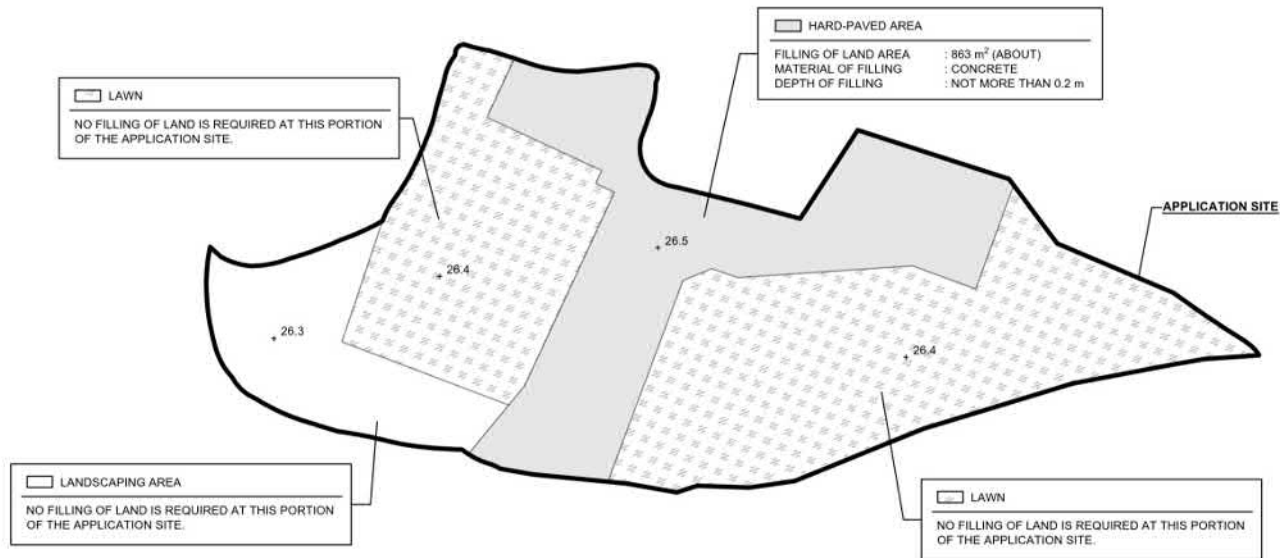 HARD-PAVED AREA
FILLING OF LAND AREA : 863 m² (ABOUT)
MATERIAL OF FILLING : CONCRETE
DEPTH OF FILLING : NOT MORE THAN 0.2 m
LAWN
NO FILLING OF LAND IS REQUIRED AT THIS PORTION
OF THE APPLICATION SITE.
APPLICATION SITE
26.5
26.4
26.3
26.4
LANDSCAPING AREA
NO FILLING OF LAND IS REQUIRED AT THIS PORTION
OF THE APPLICATION SITE.
LAWN
NO FILLING OF LAND IS REQUIRED AT THIS PORTION
OF THE APPLICATION SITE.